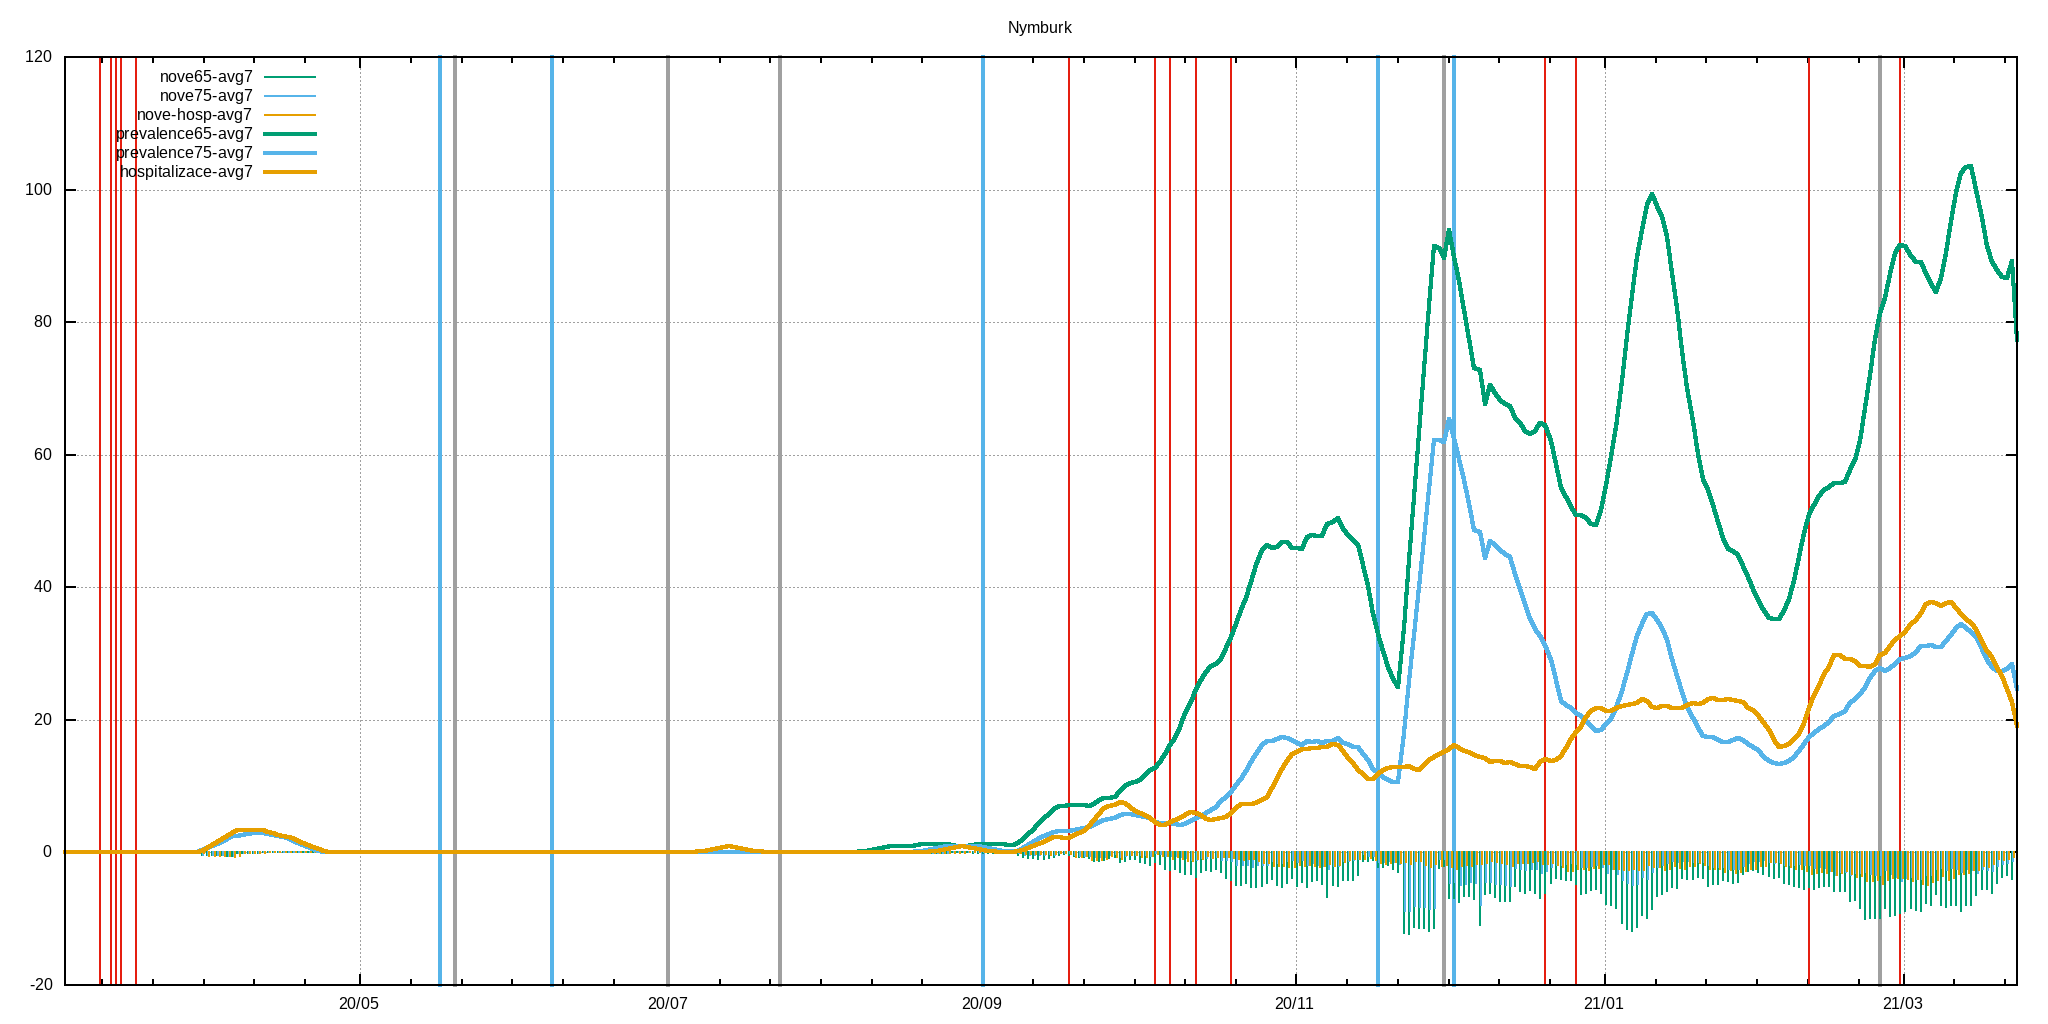 Nymburk
120
100
80
60
40
20
0
-20
nove65-avg7
nove75-avg7
nove-hosp-avg7
prevalence65-avg7
prevalence75-avg7
hospitalizace-avg7
20/05 20/07 20/09 20/11 21/01 21/03